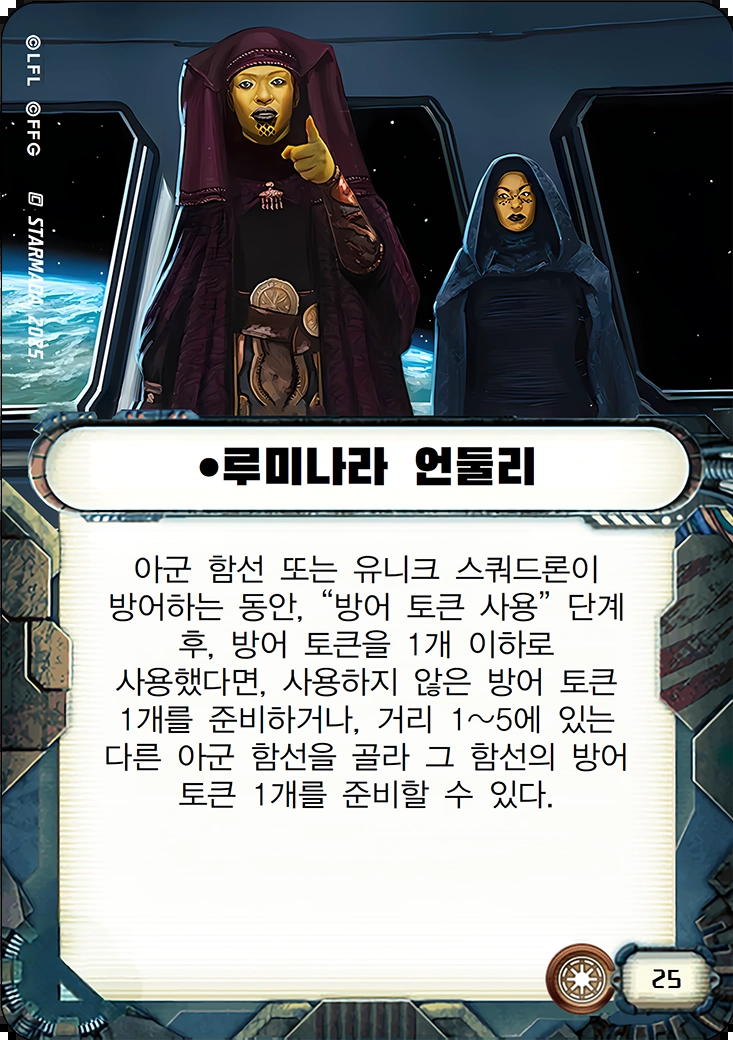 ©LFL ©FFG
STARMADA 2025.
•루미나라 언둘리
아군 함선 또는 유니크 스쿼드론이
방어하는 동안, “방어 토큰 사용” 단계
후, 방어 토큰을 1개 이하로
사용했다면, 사용하지 않은 방어 토큰
1개를 준비하거나, 거리 1~5에 있는
다른 아군 함선을 골라 그 함선의 방어
토큰 1개를 준비할 수 있다.
25